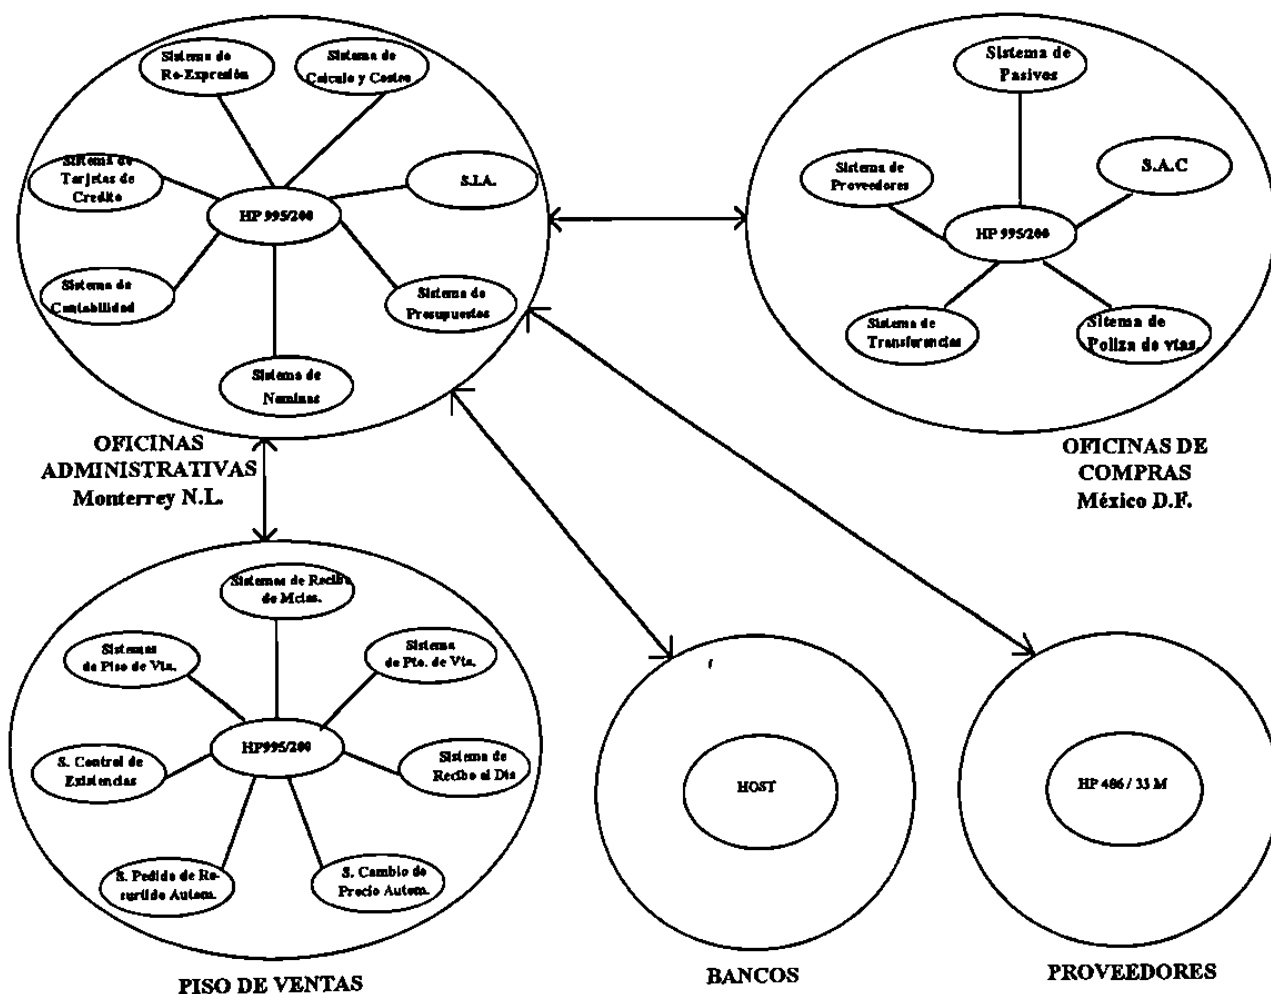 Sistema de
Re-Expresión
Sistema de
Calculo y Costro
Sistema de
Tarjetas de
Credito
S.I.A.
HP 995/200
Sistema de
Contabilidad
Sistema de
Presupuestos
Sistema de
Nominas
OFICINAS
ADMINISTRATIVAS
Monterrey N.L.
Sistema de
Pasivos
Sistema de
Proveedores
S.A.C
HP 995/200
Sistema de
Transferencias
Sitema de
Poliza de vtas.
OFICINAS DE
COMPRAS
México D.F.
Sistemas de Recibo
de Mcias.
Sistemas
de Piso de Vta.
Sistema
de Pto. de Vta.
HP995/200
S. Control de
Existencias
Sistema de
Recibo al Dia
S. Pedido de Re-
surtido Autom.
S. Cambio de
Precio Autom.
PISO DE VENTAS
HOST
BANCOS
HP 486 / 33 M
PROVEEDORES